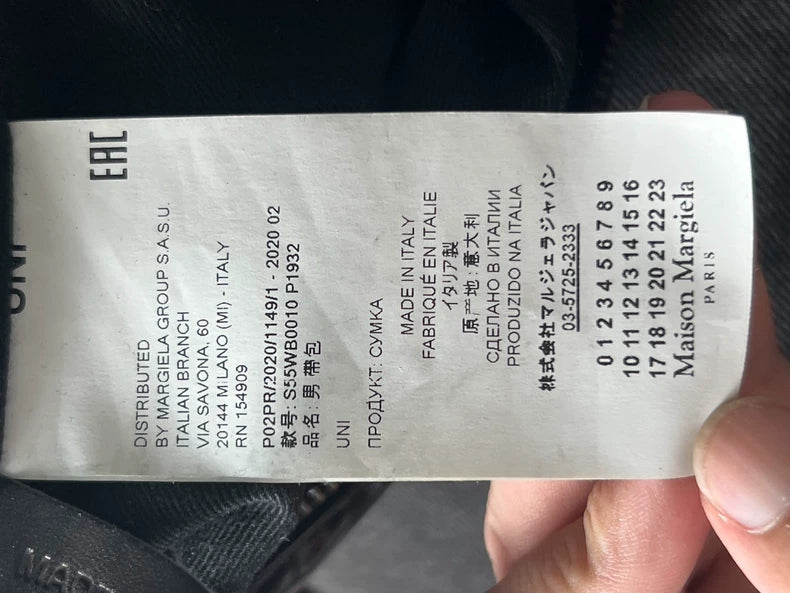 UNI
EAC
DISTRIBUTED
BY MARGIELA GROUP S.A.S.U.
ITALIAN BRANCH
VIA SAVONA, 60
20144 MILANO (MI) - ITALY
RN 154909
P02PR/2020/1149/1 - 2020 02
款号: S55WB0010 P1932
品名: 男 帶包
UNI
ПРОДУКТ: СУМКА
MADE IN ITALY
FABRIQUÉ EN ITALIE
イタリア製
原产地: 意大利
СДЕЛАНО В ИТАЛИИ
PRODUZIDO NA ITALIA
株式会社マルジェラジャパン
03-5725-2333
0 1 2 3 4 5 6 7 8 9
10 11 12 13 14 15 16
17 18 19 20 21 22 23
Maison Margiela
PARIS